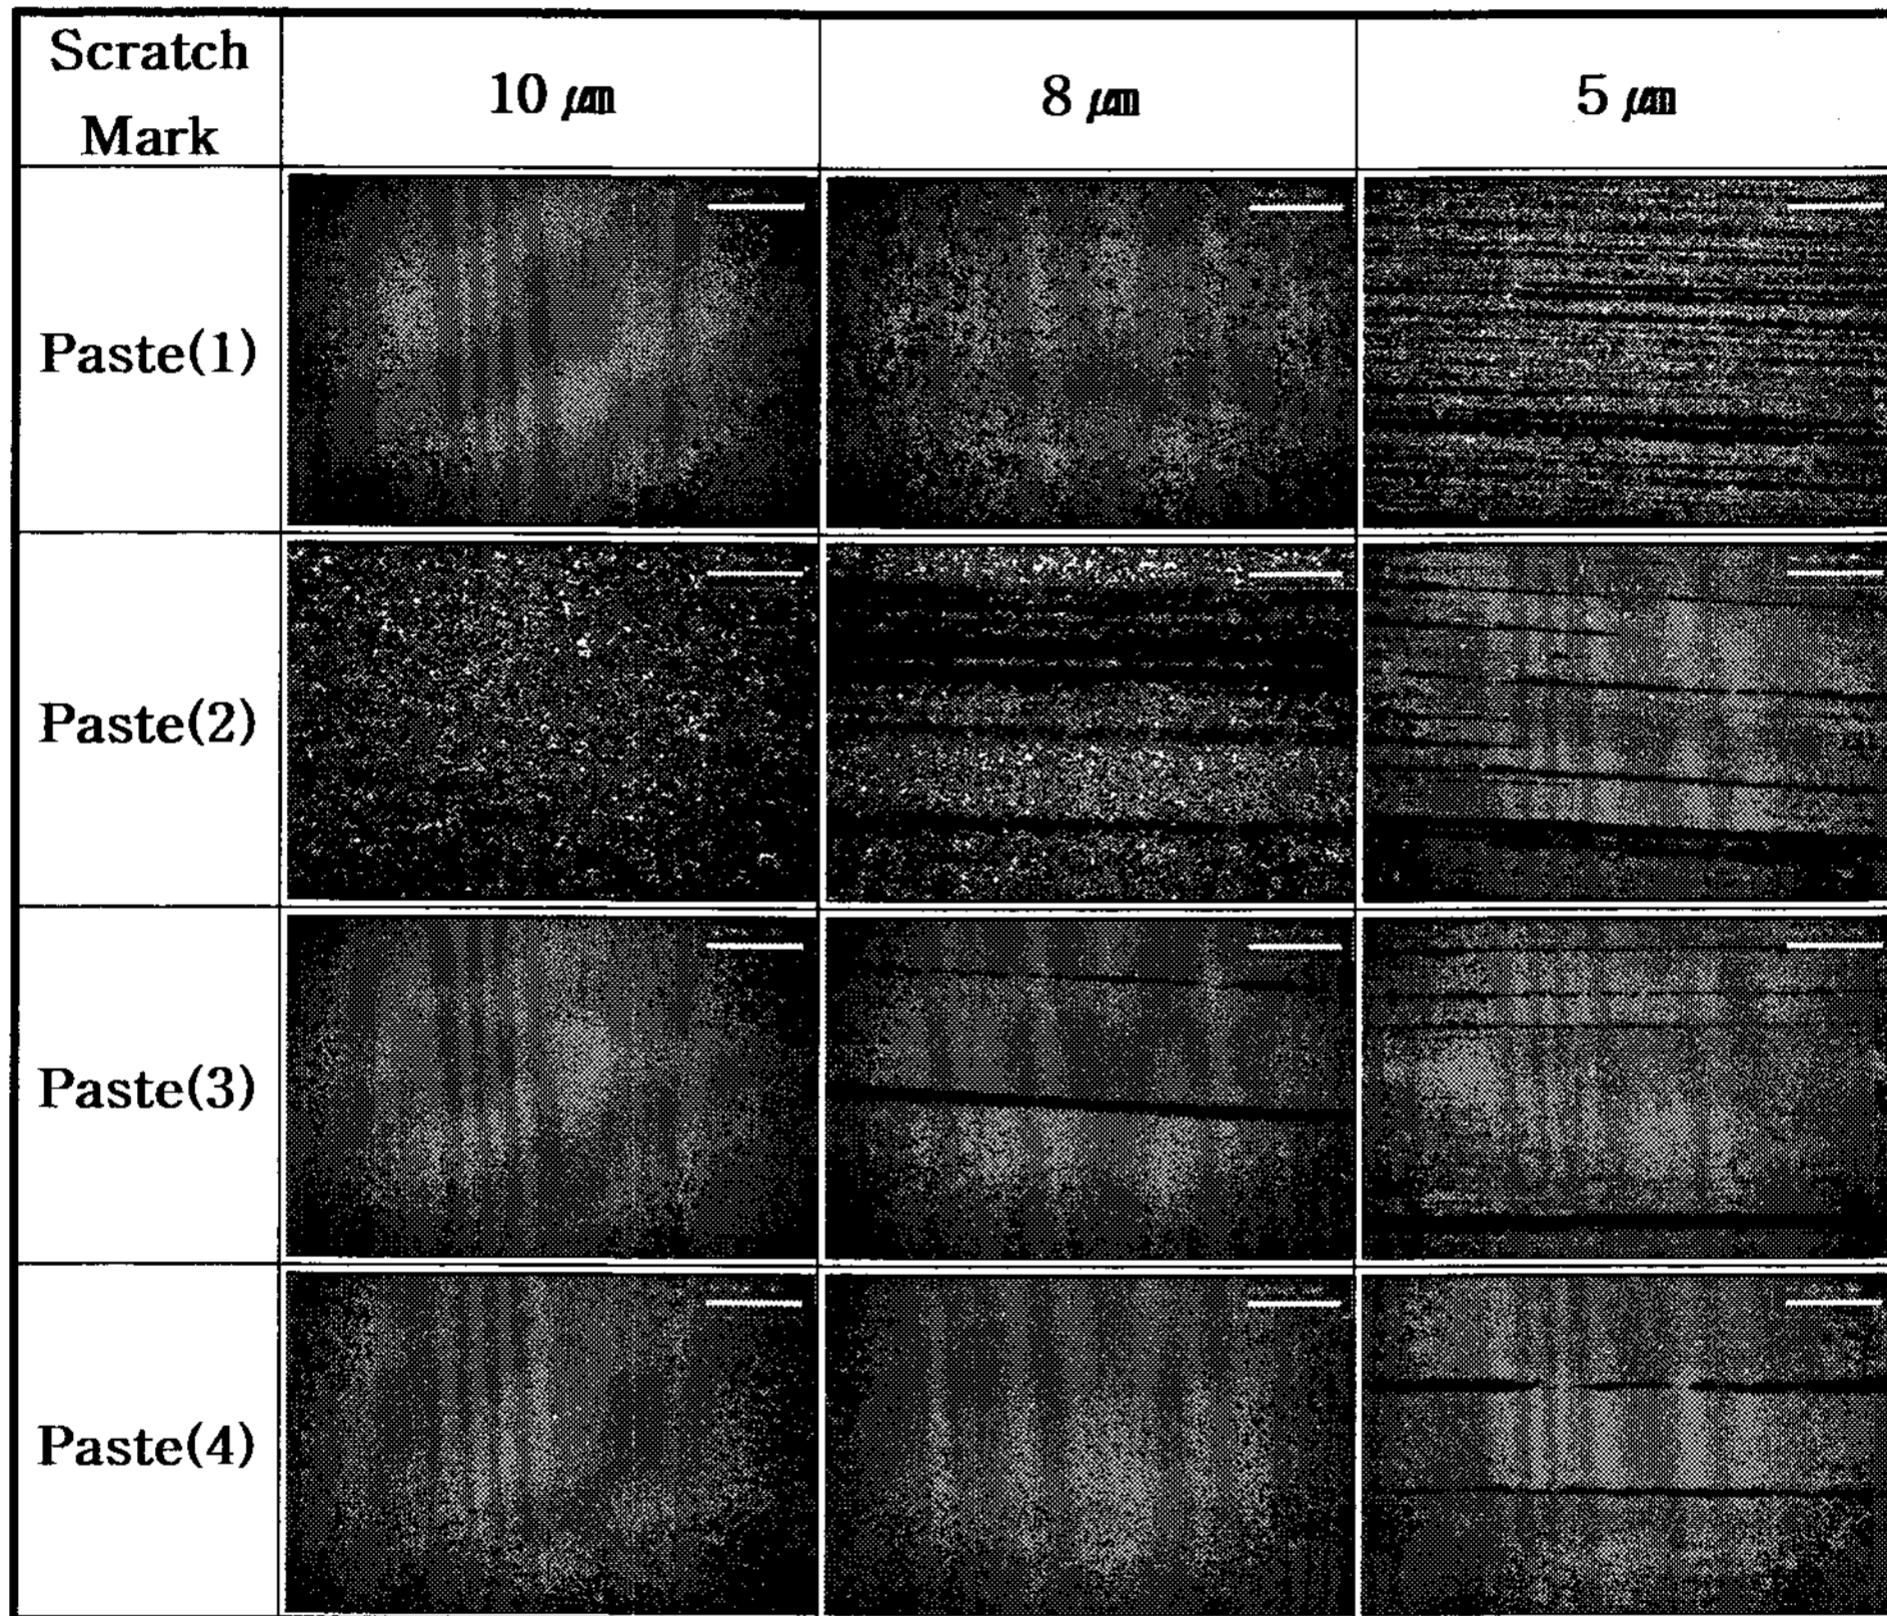 Scratch
Mark
10 ㎛
8 ㎛
5 ㎛
Paste(1)
Paste(2)
Paste(3)
Paste(4)